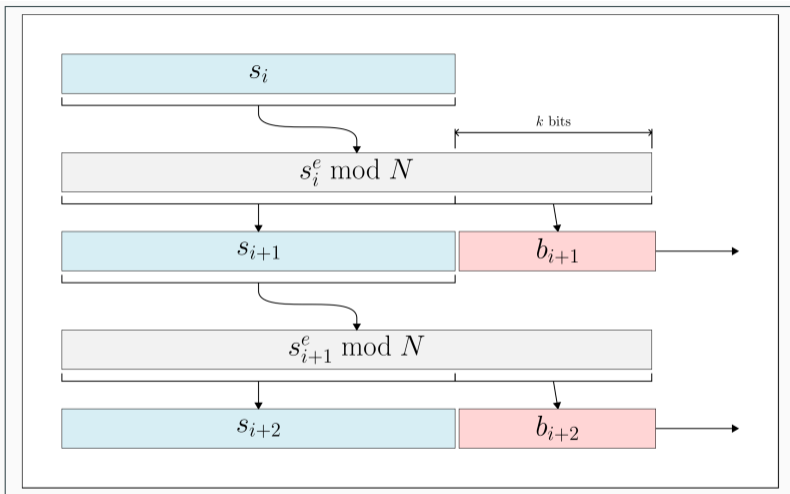 s_i
k bits
s_i^e mod N
s_{i+1}
b_{i+1}
s_{i+1}^e mod N
s_{i+2}
b_{i+2}